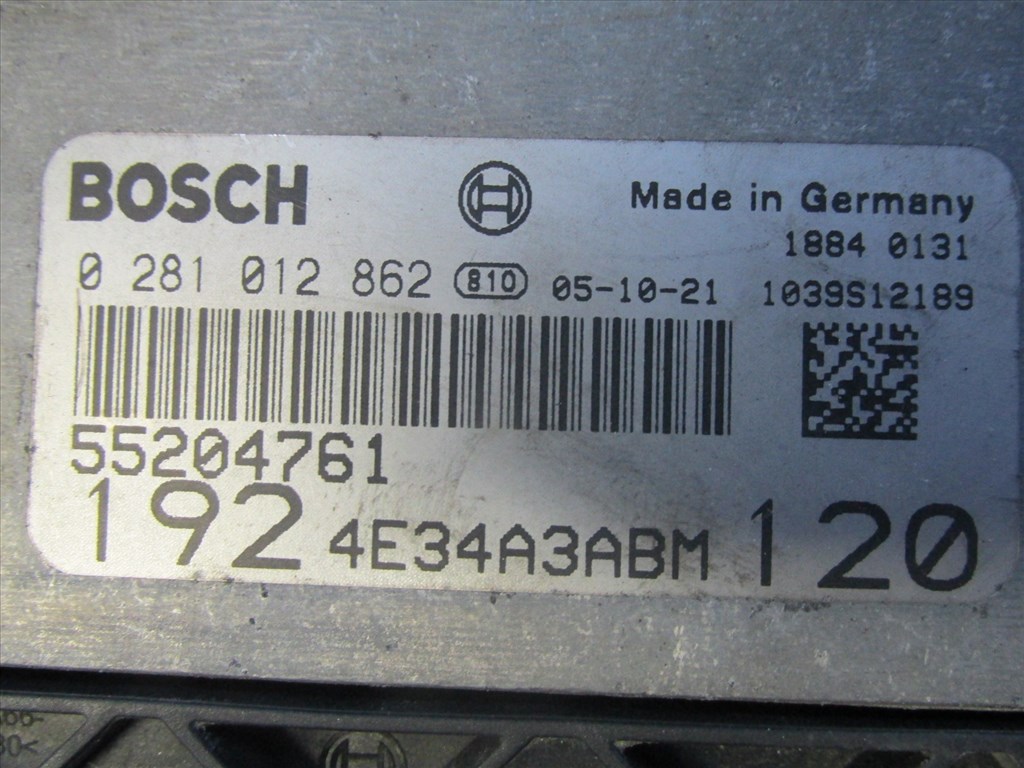 BOSCH
Made in Germany
1884 0131
0 281 012 862 810 05-10-21 1039S12189
55204761
192 4E34A3ABM 120